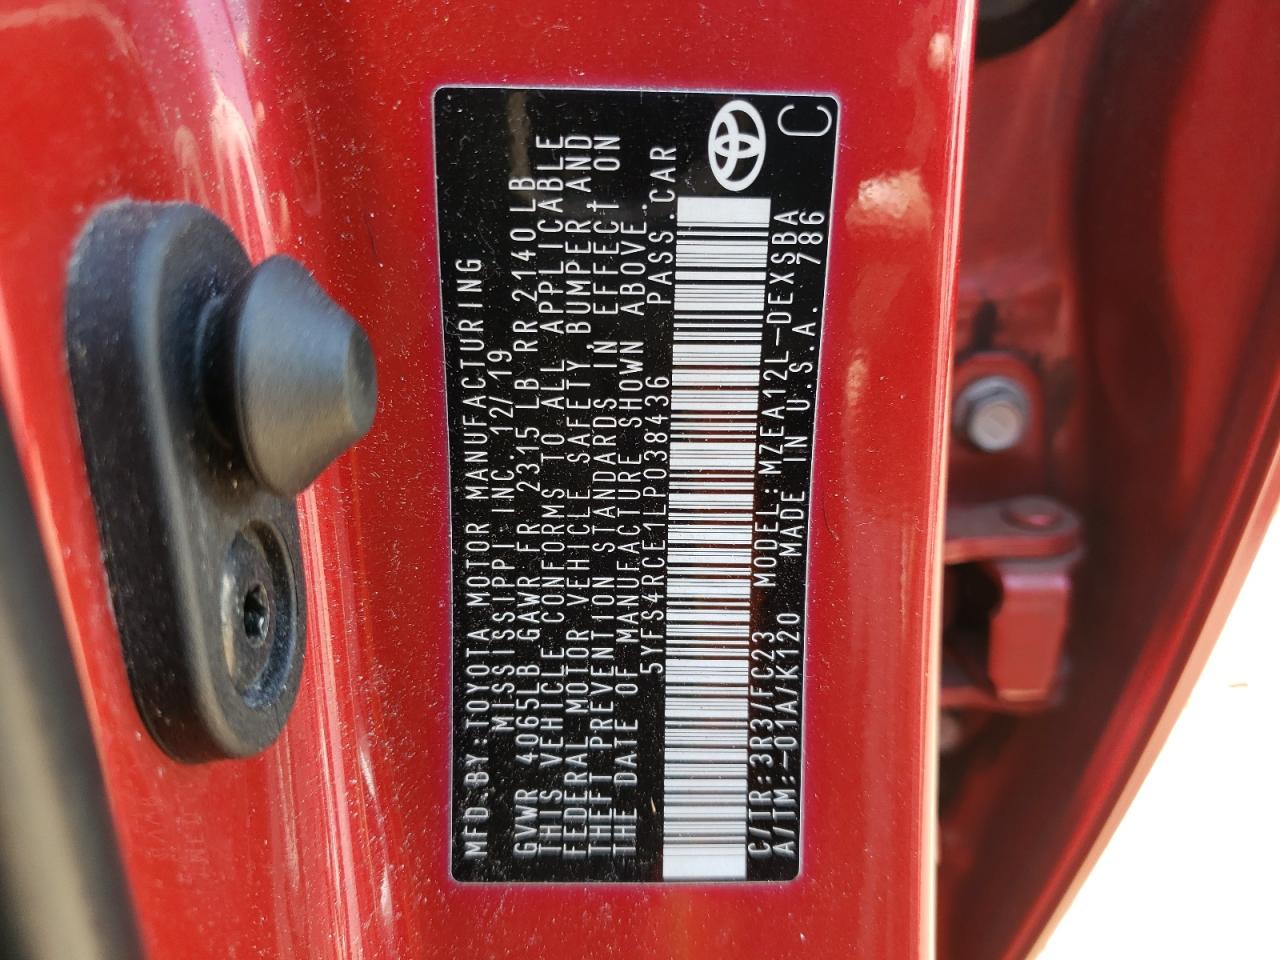 MFD.BY:TOYOTA MOTOR MANUFACTURING
MISSISSIPPI INC. 12/19
GVWR 4065LB GAWR FR 2315 LB RR 2140LB
THIS VEHICLE CONFORMS TO ALL APPLICABLE
FEDERAL MOTOR VEHICLE SAFETY BUMPER AND
THEFT PREVENTION STANDARDS IN EFFECT ON
THE DATE OF MANUFACTURE SHOWN ABOVE.
5YFS4RCE1LP038436 PASS.CAR
C/TR:3R3/FC23 MODEL:MZEA12L-DEXSBA
A/TM:-01A/K120 MADE IN U.S.A. 786
C